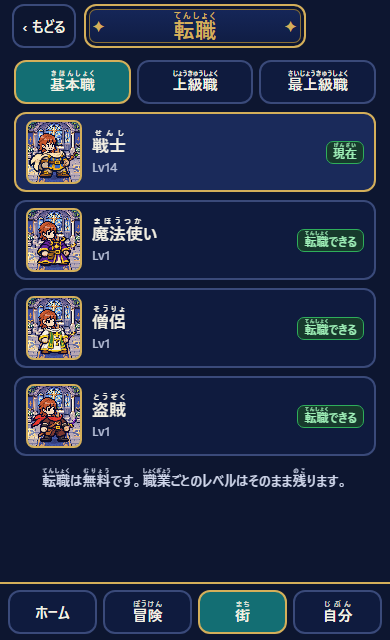 ‹ もどる
てんしょく
転職
きほんしょく
基本職
じょうきゅうしょく
上級職
さいじょうきゅうしょく
最上級職
せんし
戦士
Lv14
げんざい
現在
まほうつか
魔法使い
Lv1
てんしょく
転職できる
そうりょ
僧侶
Lv1
てんしょく
転職できる
とうぞく
盗賊
Lv1
てんしょく
転職できる
てんしょく むりょう しょくぎょう のこ
転職は無料です。職業ごとのレベルはそのまま残ります。
ホーム
ぼうけん
冒険
まち
街
じぶん
自分